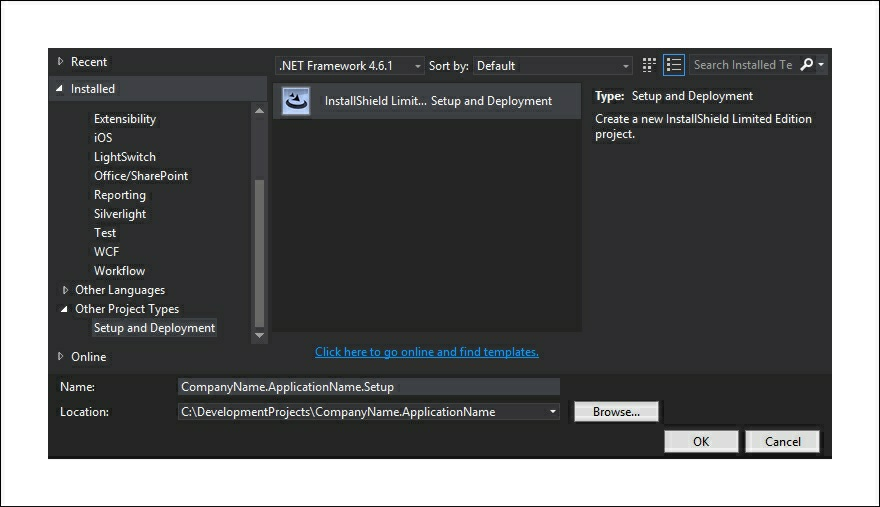 Recent
.NET Framework 4.6.1 Sort by: Default Search Installed Te
Installed
InstallShield Limit... Setup and Deployment
Type: Setup and Deployment
Create a new InstallShield Limited Edition
project.
Extensibility
iOS
LightSwitch
Office/SharePoint
Reporting
Silverlight
Test
WCF
Workflow
Other Languages
Other Project Types
Setup and Deployment
Online
Click here to go online and find templates.
Name: CompanyName.ApplicationName.Setup
Location: C:\DevelopmentProjects\CompanyName.ApplicationName Browse...
OK Cancel